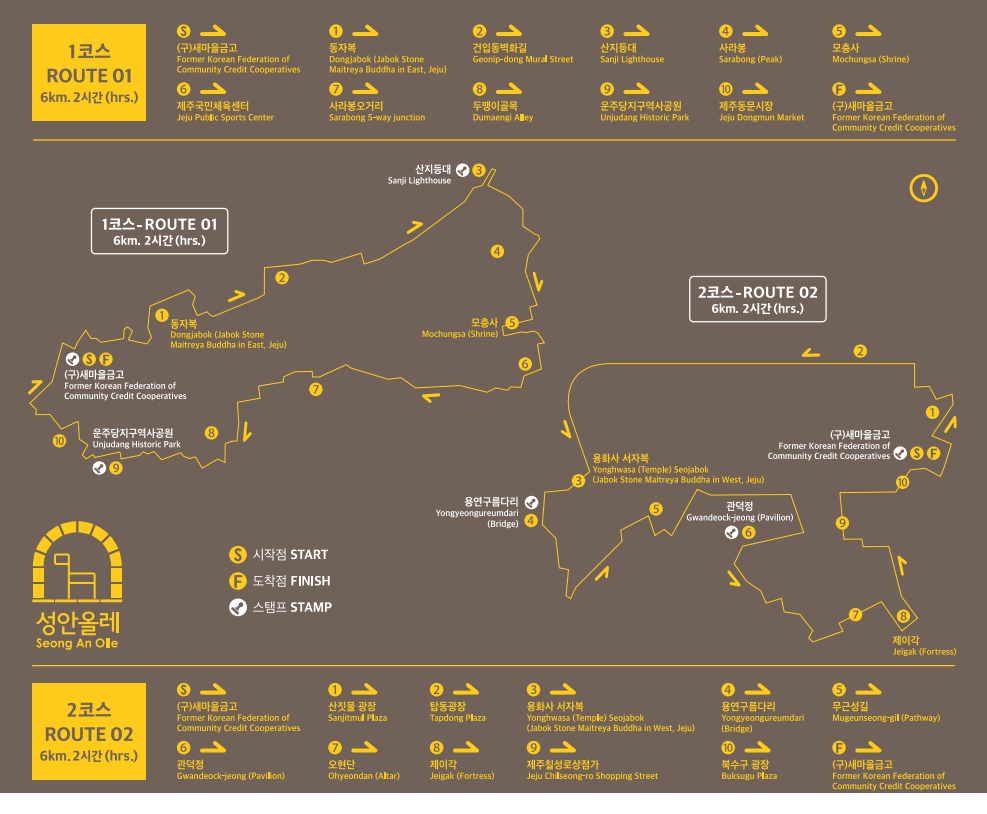 1코스
ROUTE 01
6km. 2시간 (hrs.)
S
(구)새마을금고
Former Korean Federation of
Community Credit Cooperatives
1
동자복
Dongjabok (Jabok Stone
Maitreya Buddha in East, Jeju)
2
건입동벽화길
Geonip-dong Mural Street
3
산지등대
Sanji Lighthouse
4
사라봉
Sarabong (Peak)
5
모충사
Mochungsa (Shrine)
6
제주국민체육센터
Jeju Public Sports Center
7
사라봉오거리
Sarabong 5-way junction
8
두맹이골목
Dumaengi Alley
9
운주당지구역사공원
Unjudang Historic Park
10
제주동문시장
Jeju Dongmun Market
F
(구)새마을금고
Former Korean Federation of
Community Credit Cooperatives
산지등대
Sanji Lighthouse
3
1코스-ROUTE 01
6km. 2시간 (hrs.)
4
2
2코스-ROUTE 02
6km. 2시간 (hrs.)
1
동자복
Dongjabok (Jabok Stone
Maitreya Buddha in East, Jeju)
모충사
Mochungsa (Shrine)
5
2
S F
(구)새마을금고
Former Korean Federation of
Community Credit Cooperatives
6
7
1
8
10
운주당지구역사공원
Unjudang Historic Park
9
(구)새마을금고
Former Korean Federation of
Community Credit Cooperatives
S F
용화사 서자복
Yonghwasa (Temple) Seojabok
(Jabok Stone Maitreya Buddha in West, Jeju)
3
10
용연구름다리
Yongyeongureumdari
(Bridge)
4
5
관덕정
Gwandeock-jeong (Pavilion)
6
9
S 시작점 START
F 도착점 FINISH
스탬프 STAMP
7
8
제이각
Jeigak (Fortress)
성안올레
Seong An Olle
2코스
ROUTE 02
6km. 2시간 (hrs.)
S
(구)새마을금고
Former Korean Federation of
Community Credit Cooperatives
1
산짓물 광장
Sanjitmul Plaza
2
탑동광장
Tapdong Plaza
3
용화사 서자복
Yonghwasa (Temple) Seojabok
(Jabok Stone Maitreya Buddha in West, Jeju)
4
용연구름다리
Yongyeongureumdari
(Bridge)
5
무근성길
Mugeunseong-gil (Pathway)
6
관덕정
Gwandeock-jeong (Pavilion)
7
오현단
Ohyeondan (Altar)
8
제이각
Jeigak (Fortress)
9
제주칠성로상점가
Jeju Chilseong-ro Shopping Street
10
북수구 광장
Buksugu Plaza
F
(구)새마을금고
Former Korean Federation of
Community Credit Cooperatives